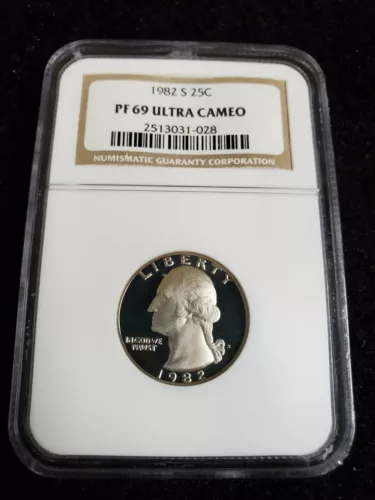 1982 S 25C
PF 69 ULTRA CAMEO
2513031-028
NUMISMATIC GUARANTY CORPORATION
LIBERTY
IN GOD WE
TRUST
1982